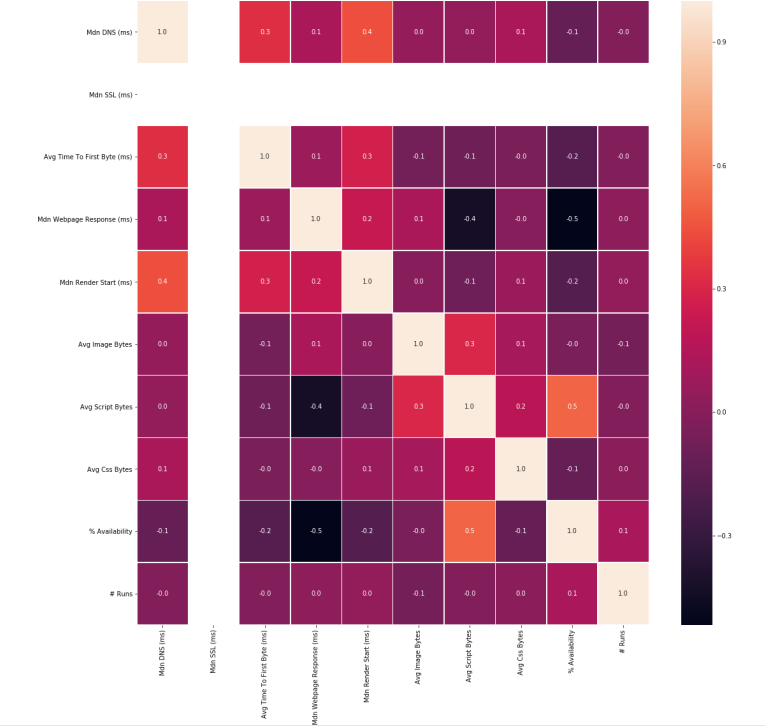 Mdn DNS (ms) 1.0 0.3 0.1 0.4 0.0 0.0 0.1 -0.1 -0.0
0.9
Mdn SSL (ms)
Avg Time To First Byte (ms) 0.3 1.0 0.1 0.3 -0.1 -0.1 -0.0 -0.2 -0.0
0.6
Mdn Webpage Response (ms) 0.1 0.1 1.0 0.2 0.1 -0.4 -0.0 -0.5 0.0
Mdn Render Start (ms) 0.4 0.3 0.2 1.0 0.0 -0.1 0.1 -0.2 0.0
0.3
Avg Image Bytes 0.0 -0.1 0.1 0.0 1.0 0.3 0.1 -0.0 -0.1
Avg Script Bytes 0.0 -0.1 -0.4 -0.1 0.3 1.0 0.2 0.5 -0.0
0.0
Avg Css Bytes 0.1 -0.0 -0.0 0.1 0.1 0.2 1.0 -0.1 0.0
% Availability -0.1 -0.2 -0.5 -0.2 -0.0 0.5 -0.1 1.0 0.1
−0.3
# Runs -0.0 -0.0 0.0 0.0 -0.1 -0.0 0.0 0.1 1.0
Mdn DNS (ms)
Mdn SSL (ms)
Avg Time To First Byte (ms)
Mdn Webpage Response (ms)
Mdn Render Start (ms)
Avg Image Bytes
Avg Script Bytes
Avg Css Bytes
% Availability
# Runs